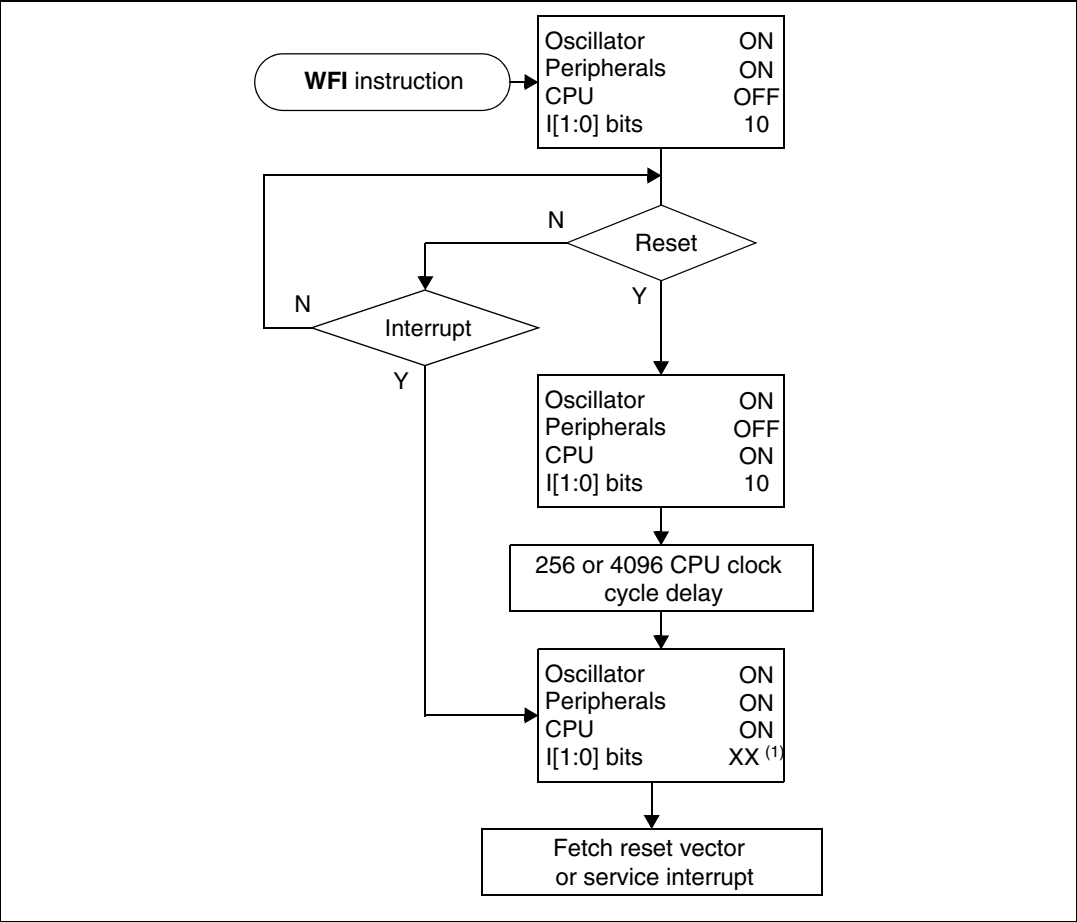 WFI instruction
Oscillator ON
Peripherals ON
CPU OFF
I[1:0] bits 10
N
Reset
Y
N
Interrupt
Y
Oscillator ON
Peripherals OFF
CPU ON
I[1:0] bits 10
256 or 4096 CPU clock
cycle delay
Oscillator ON
Peripherals ON
CPU ON
I[1:0] bits XX (1)
Fetch reset vector
or service interrupt